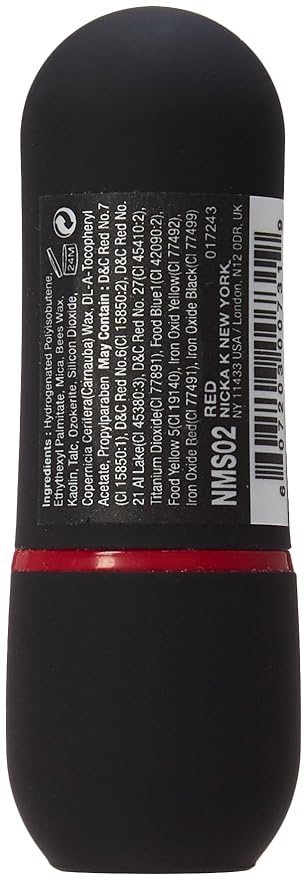 Ingredients : Hydrogenated Polyisobutene,
Ethylhexyl Palmitate, Mica, Bees Wax,
Kaolin, Talc, Ozokerite, Silicon Dioxide,
Copernicia Cerifera(Carnauba) Wax, DL-A-Tocopheryl
Acetate, Propylparaben May Contain : D&C Red No.7
(CI 15850:1), D&C Red No.6(CI 15850:2), D&C Red No.
21 Al Lake(CI 45380:3), D&C Red No. 27(CI 45410:2),
Titanium Dioxide(CI 77891), Food Blue1(CI 42090:2),
Food Yellow 5(CI 19140), Iron Oxid Yellow(CI 77492),
Iron Oxide Red(CI 77491), Iron Oxide Black(CI 77499)
24M
017243
RED
NMS02
NICKA K NEW YORK.
NY 11433 USA / London, N12 0DR, UK